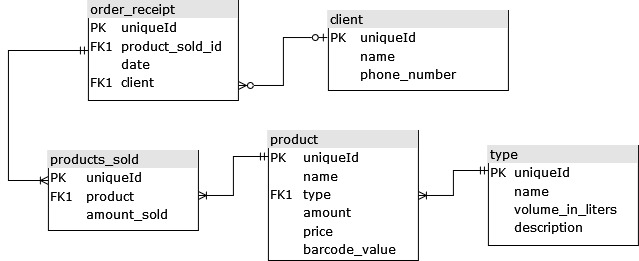 order_receipt
PK uniqueId
FK1 product_sold_id
date
FK1 client
client
PK uniqueId
name
phone_number
products_sold
PK uniqueId
FK1 product
amount_sold
product
PK uniqueId
name
FK1 type
amount
price
barcode_value
type
PK uniqueId
name
volume_in_liters
description